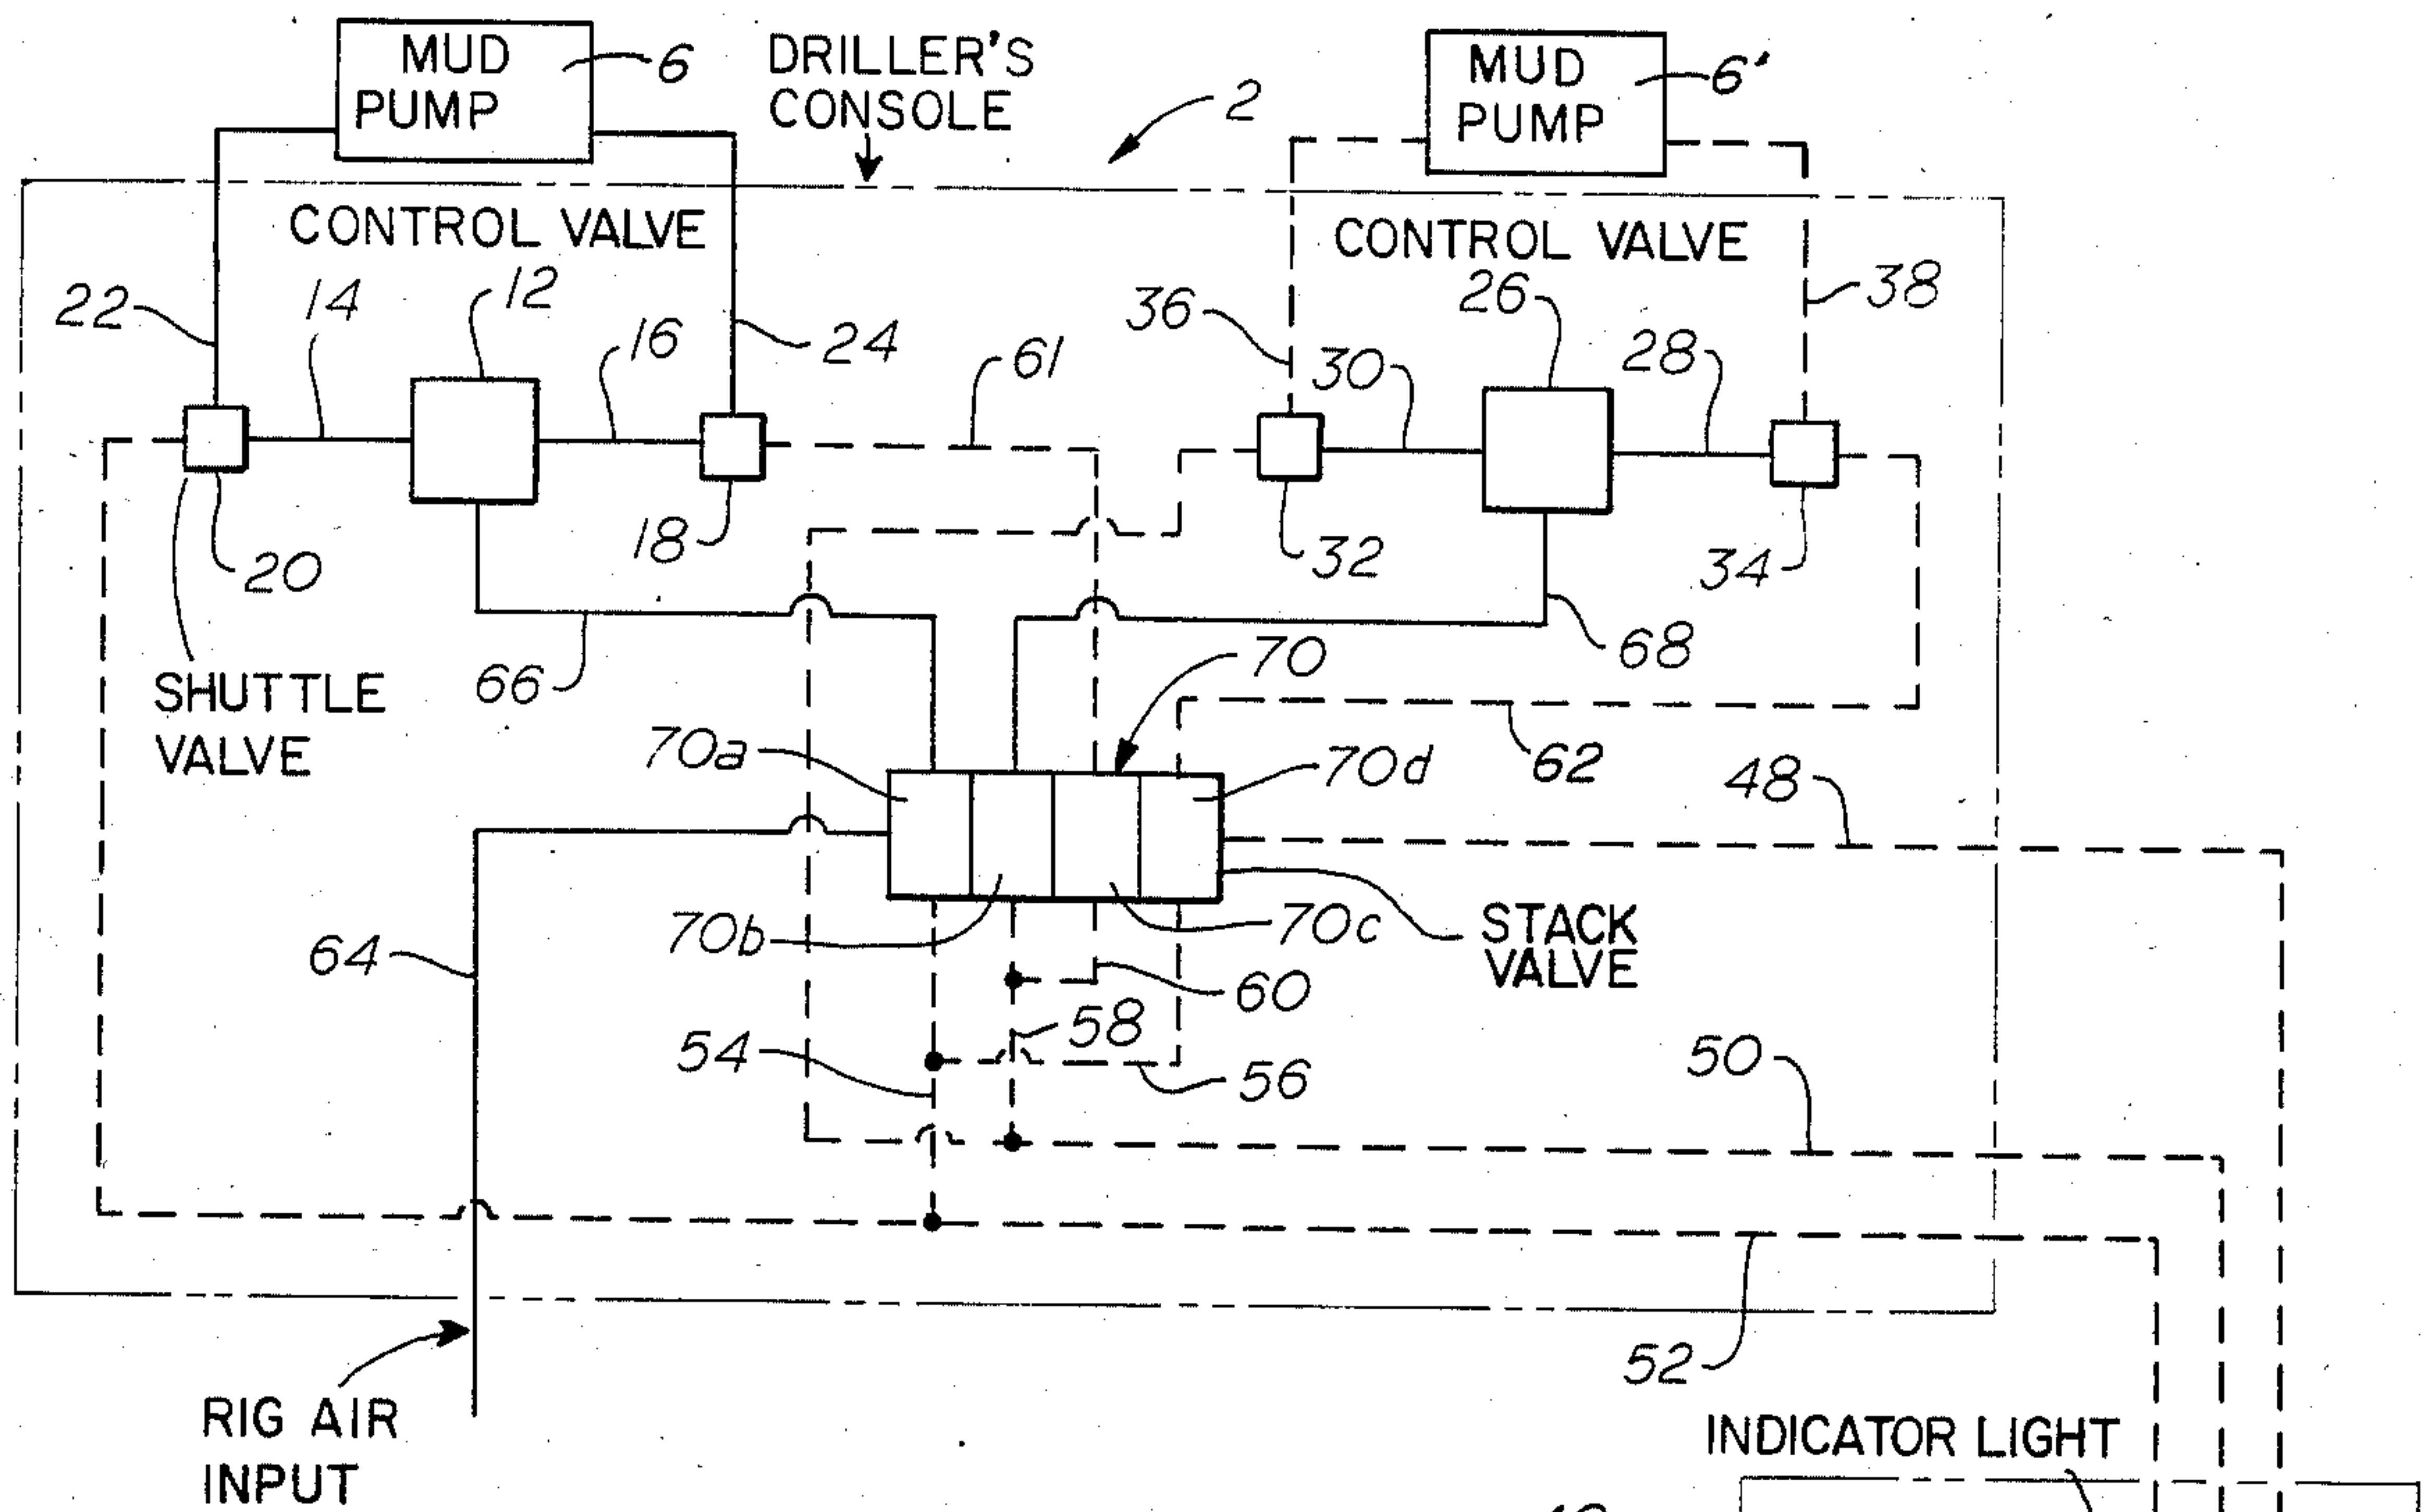 MUD
PUMP
6
DRILLER'S
CONSOLE
2
MUD
PUMP
6'
CONTROL VALVE
CONTROL VALVE
22
14
12
16
24
61
36
30
26
28
38
18
20
32
34
SHUTTLE
VALVE
66
68
70
70a
70d
62
48
70b
70c
STACK
VALVE
64
60
58
54
56
50
52
RIG AIR
INPUT
INDICATOR LIGHT